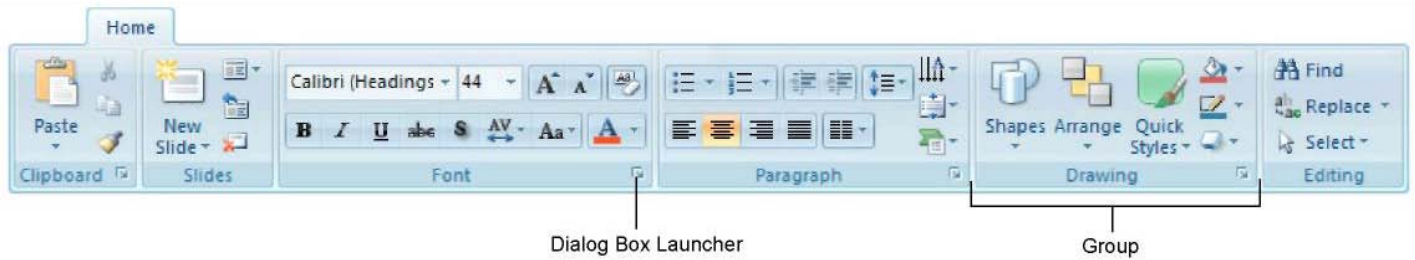 Home
Calibri (Headings 44 A A Aa
Find
Replace
Paste
New
Slide
B I U abc S AV Aa A
Shapes Arrange Quick
Styles
Select
Clipboard Slides Font Paragraph Drawing Editing
Dialog Box Launcher
Group